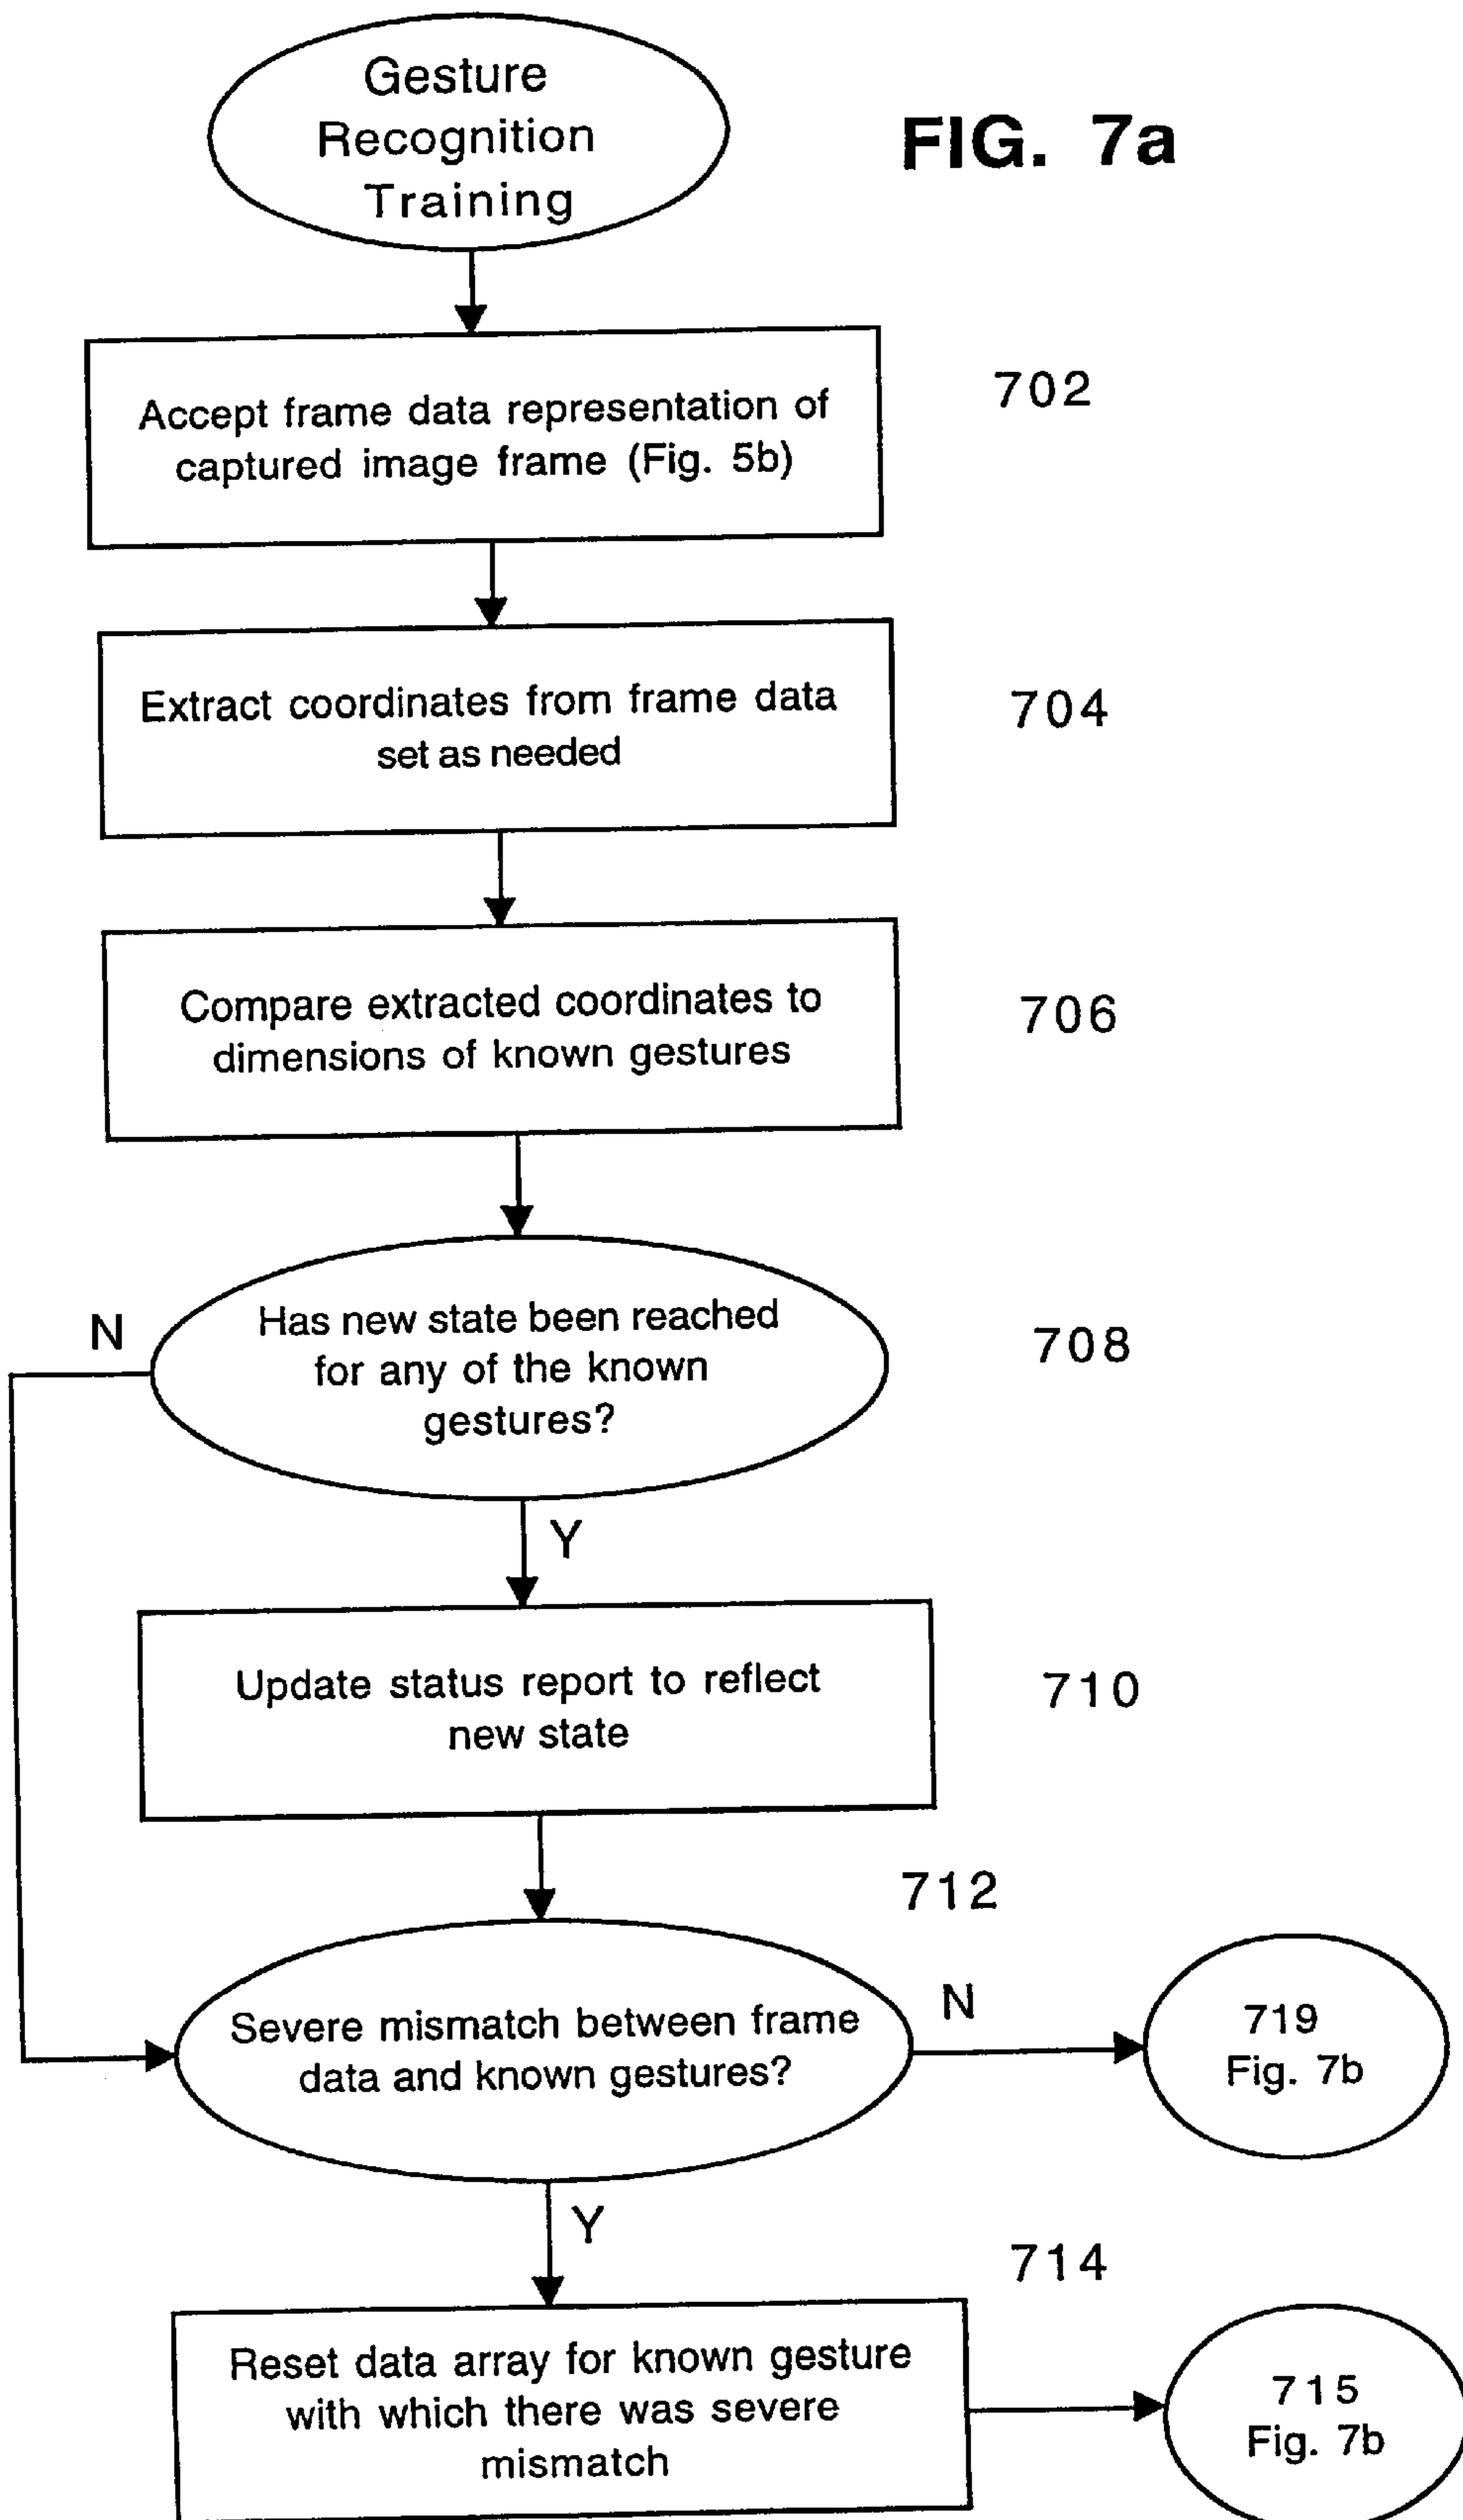 Gesture
Recognition
Training
FIG. 7a
Accept frame data representation of
captured image frame (Fig. 5b)
702
Extract coordinates from frame data
set as needed
704
Compare extracted coordinates to
dimensions of known gestures
706
Has new state been reached
for any of the known
gestures?
708
N
Y
Update status report to reflect
new state
710
712
Severe mismatch between frame
data and known gestures?
N
719
Fig. 7b
Y
714
Reset data array for known gesture
with which there was severe
mismatch
715
Fig. 7b